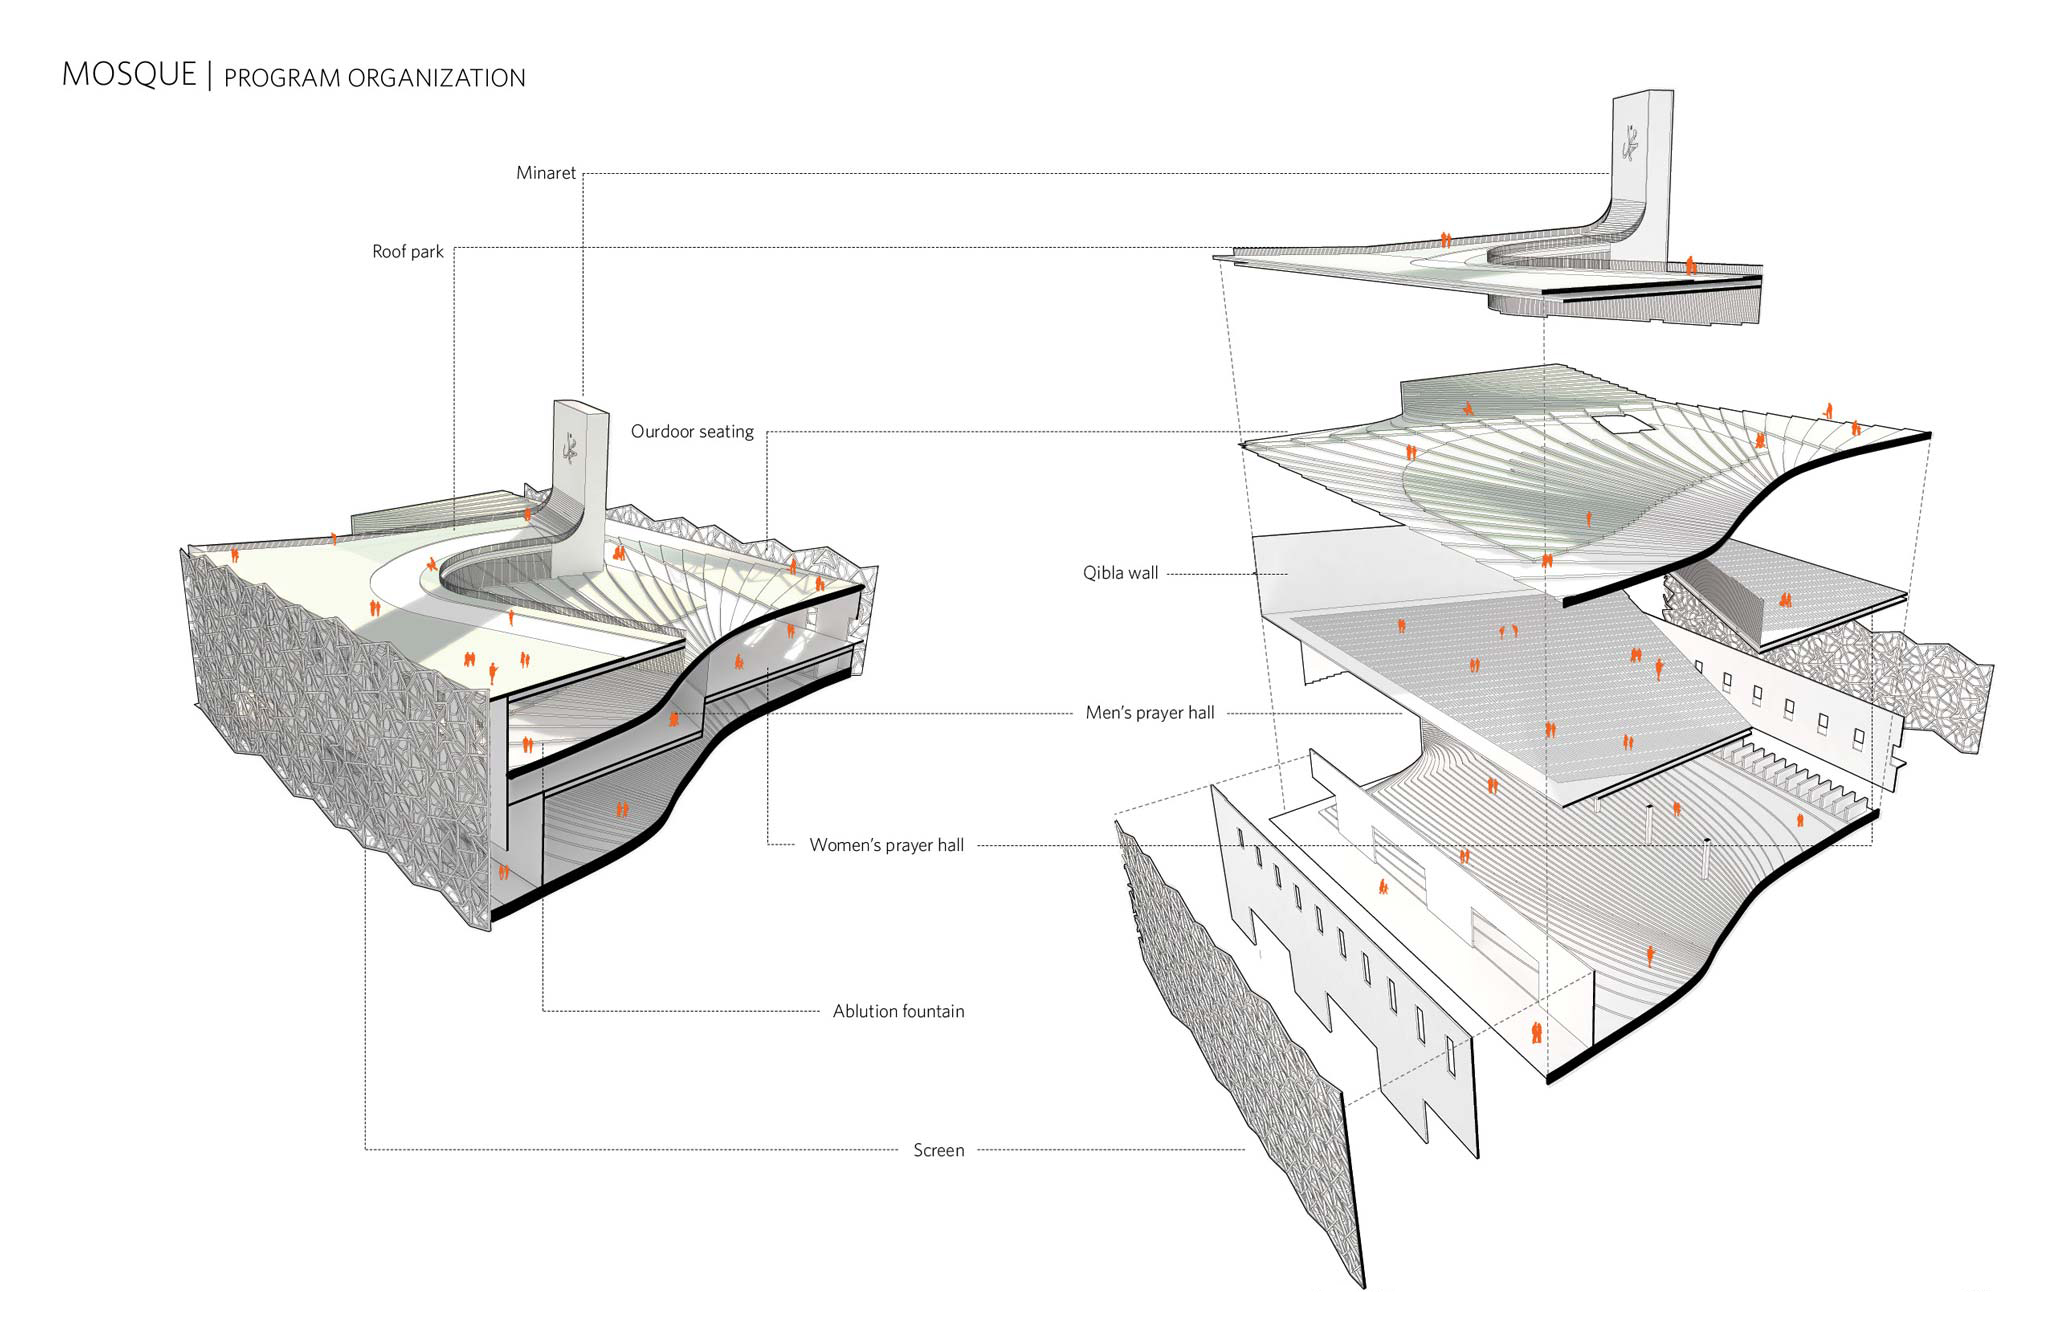 MOSQUE | PROGRAM ORGANIZATION
Minaret
Roof park
Ourdoor seating
Qibla wall
Men's prayer hall
Women's prayer hall
Ablution fountain
Screen